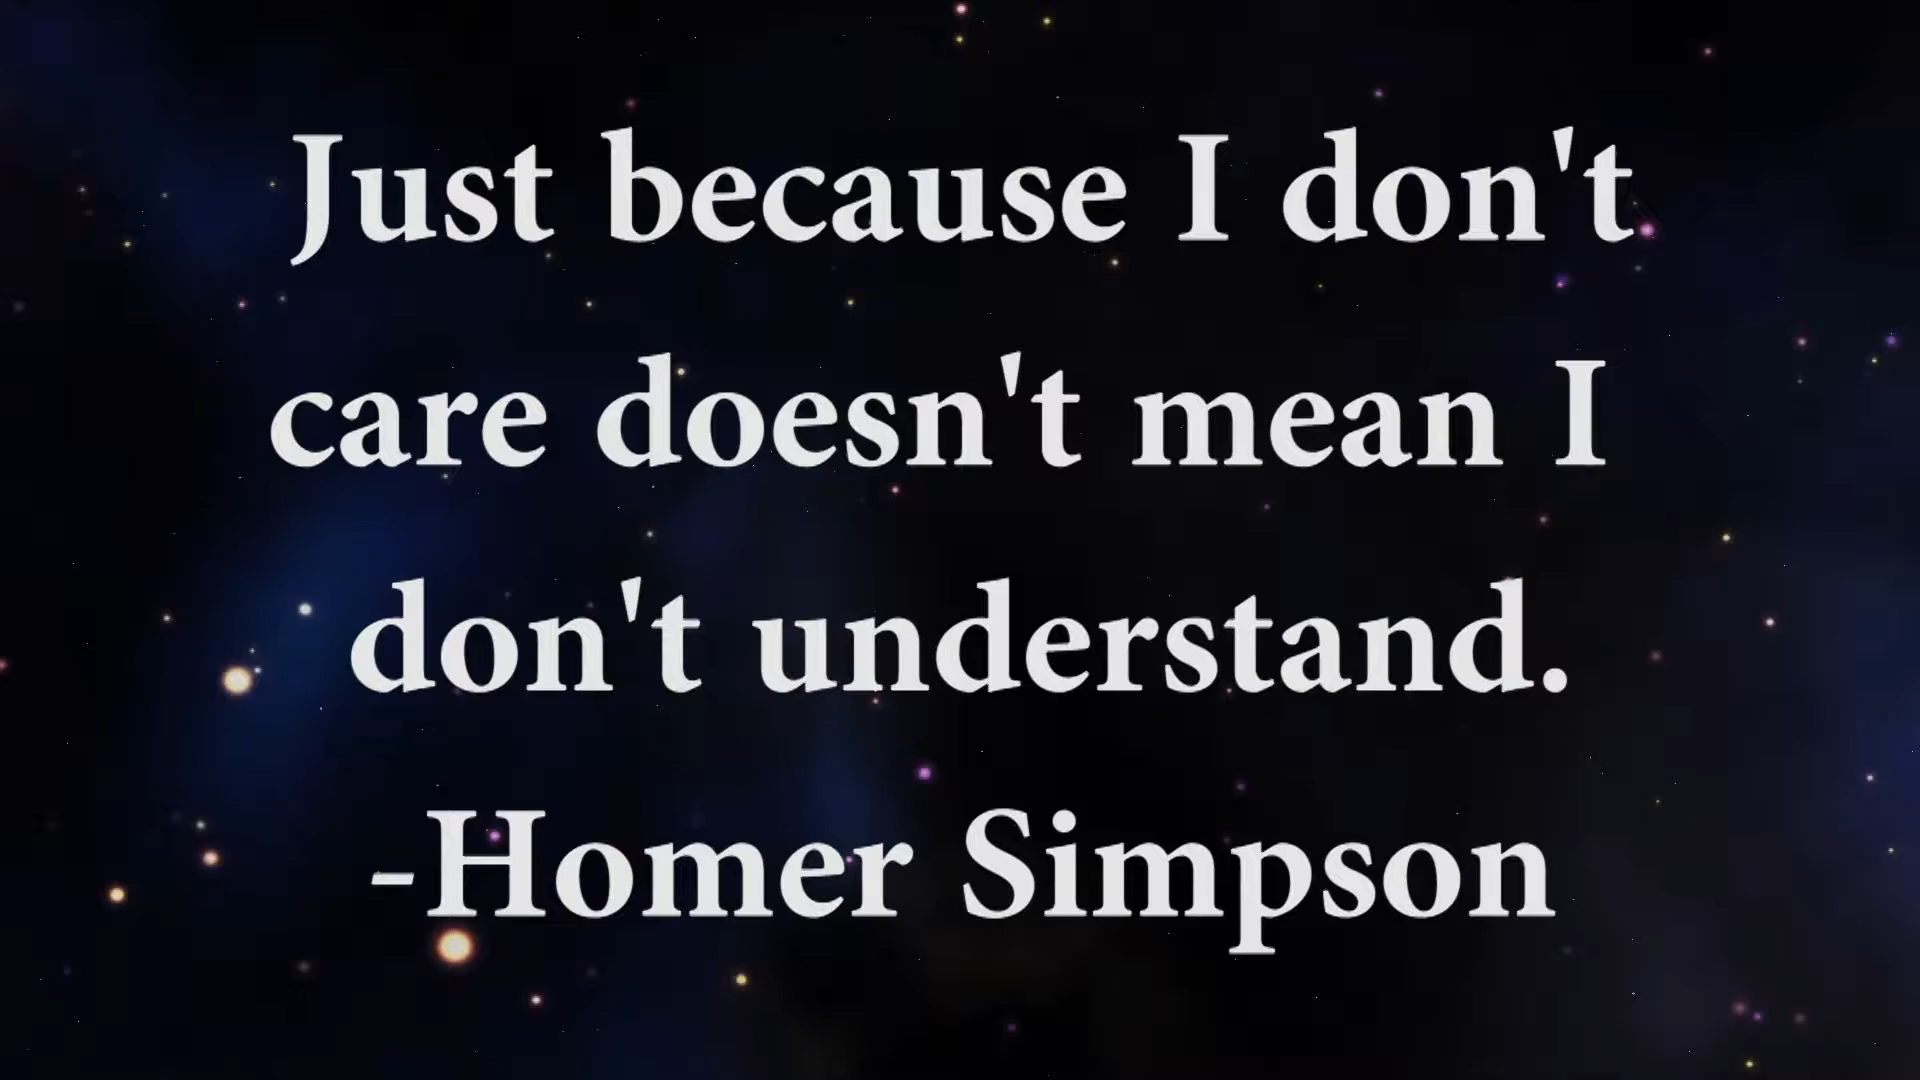 Just because I don't
care doesn't mean I
don't understand.
-Homer Simpson